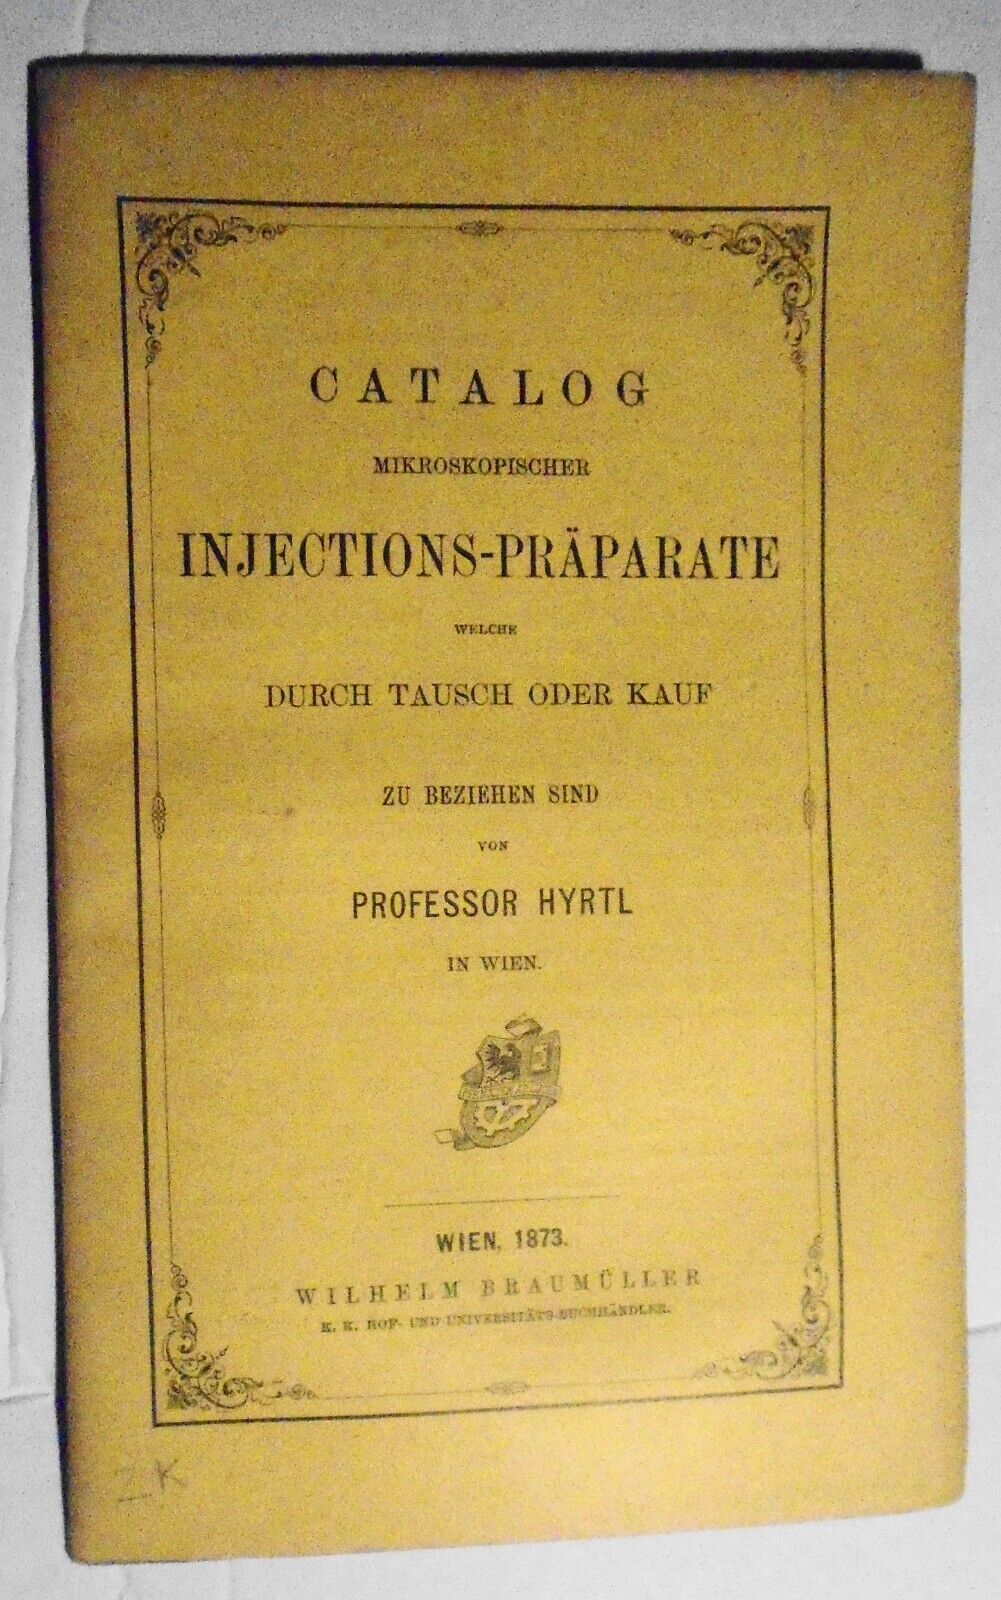 CATALOG
MIKROSKOPISCHER
INJECTIONS-PRÄPARATE
WELCHE
DURCH TAUSCH ODER KAUF
ZU BEZIEHEN SIND
VON
PROFESSOR HYRTL
IN WIEN.
WIEN, 1873.
WILHELM BRAUMÜLLER
K. K. HOF- UND UNIVERSITÄTS-BUCHHÄNDLER.